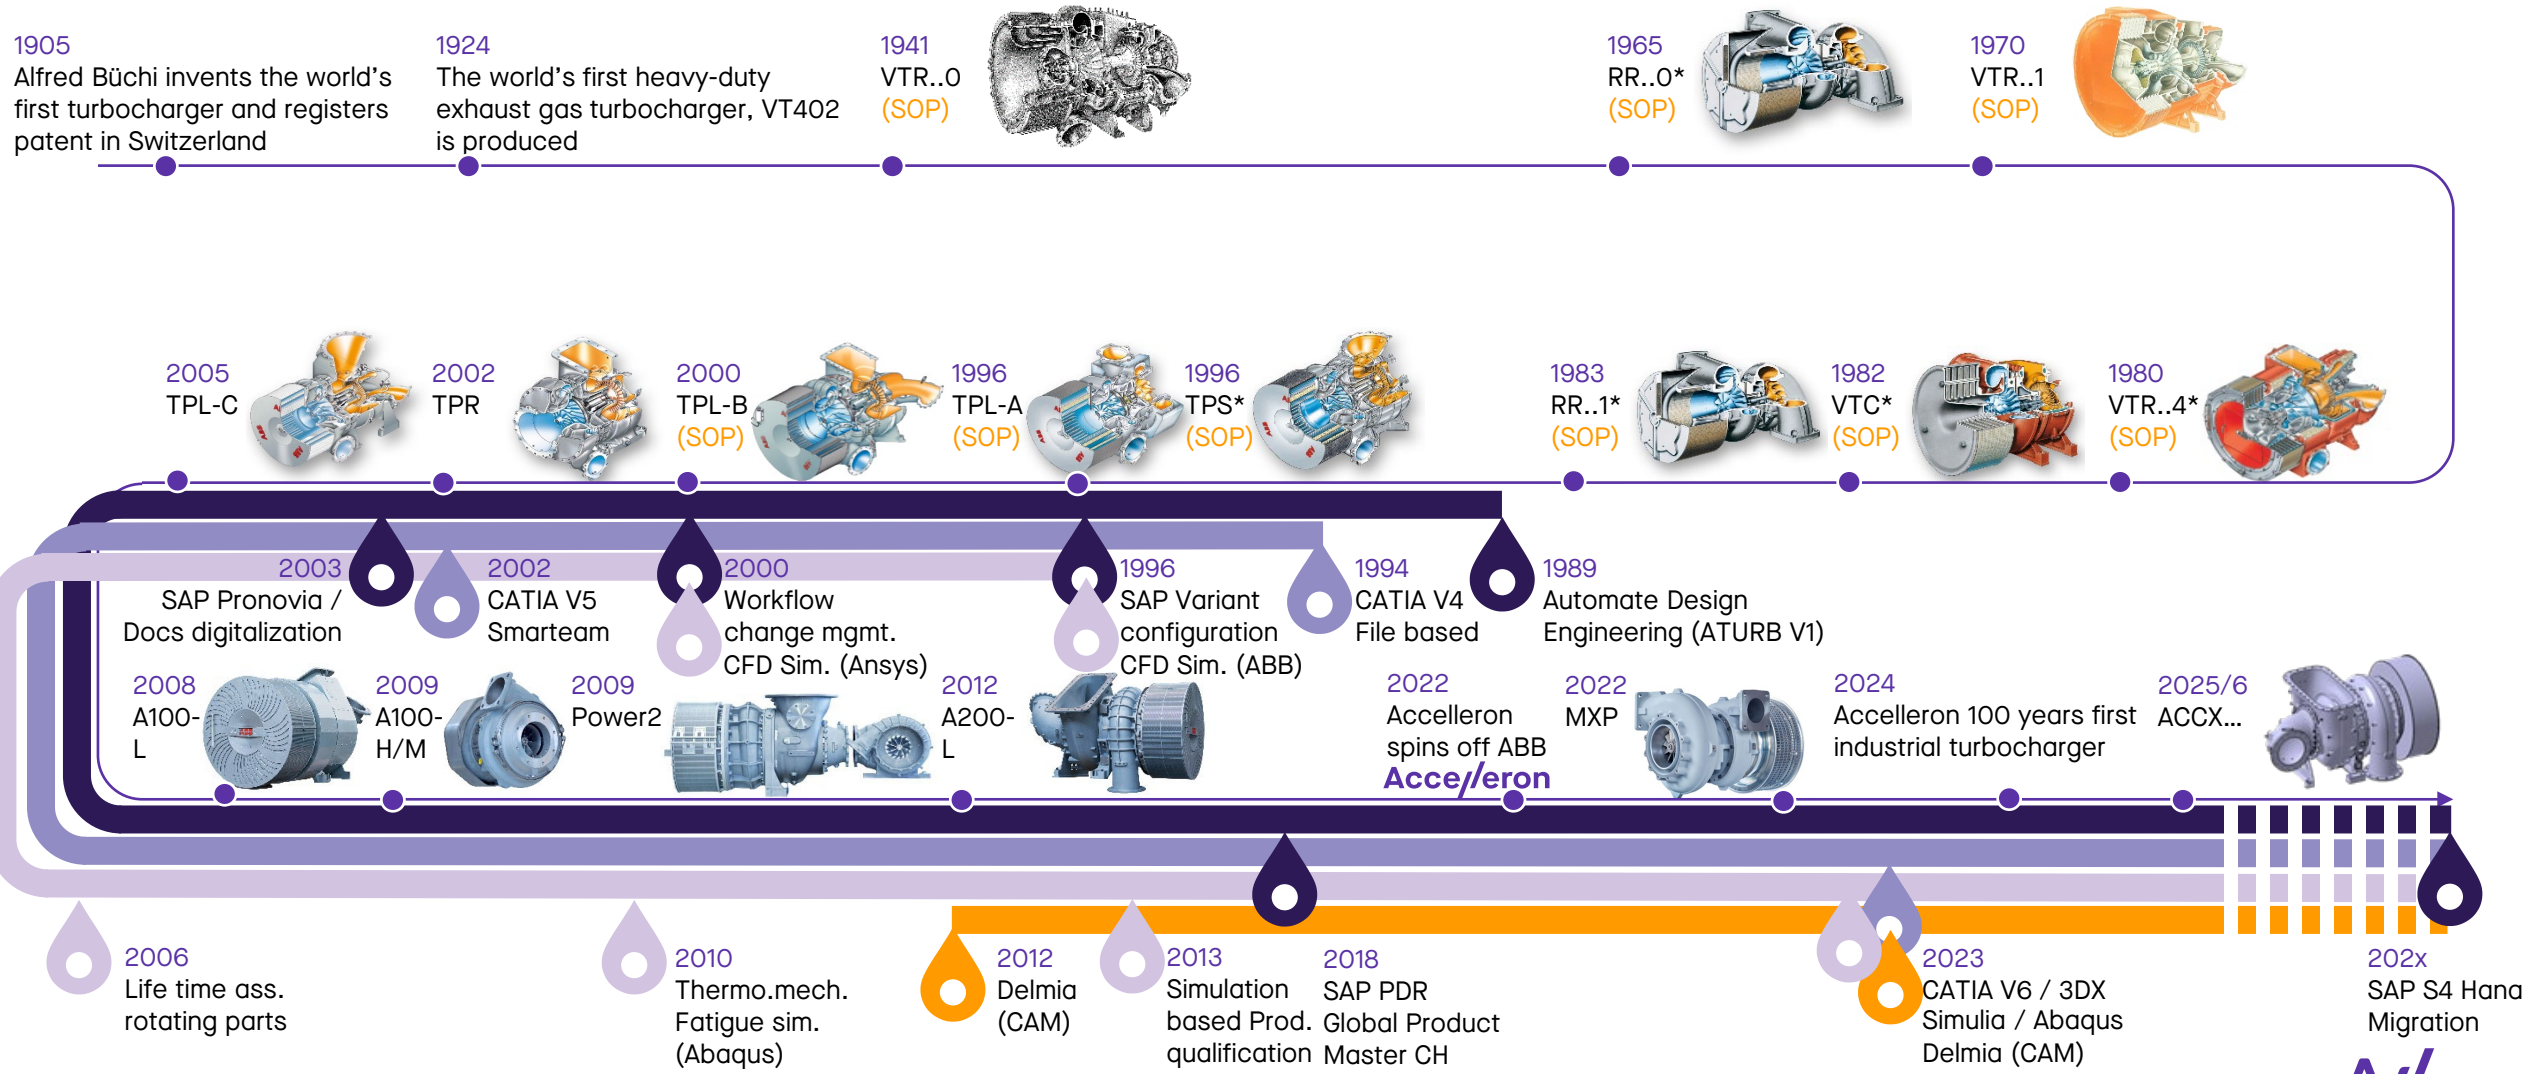 1905
Alfred Büchi invents the world's
first turbocharger and registers
patent in Switzerland
1924
The world's first heavy-duty
exhaust gas turbocharger, VT402
is produced
1941
VTR..0
(SOP)
1965
RR..0*
(SOP)
1970
VTR..1
(SOP)
2005
TPL-C
2002
TPR
2000
TPL-B
(SOP)
1996
TPL-A
(SOP)
1996
TPS*
(SOP)
1983
RR..1*
(SOP)
1982
VTC*
(SOP)
1980
VTR..4*
(SOP)
2003
SAP Pronovia /
Docs digitalization
2002
CATIA V5
Smarteam
2000
Workflow
change mgmt.
CFD Sim. (Ansys)
1996
SAP Variant
configuration
CFD Sim. (ABB)
1994
CATIA V4
File based
1989
Automate Design
Engineering (ATURB V1)
2008
A100-
L
2009
A100-
H/M
2009
Power2
2012
A200-
L
2022
Accelleron
spins off ABB
Accelleron
2022
MXP
2024
Accelleron 100 years first
industrial turbocharger
2025/6
ACCX...
2006
Life time ass.
rotating parts
2010
Thermo.mech.
Fatigue sim.
(Abaqus)
2012
Delmia
(CAM)
2013
Simulation
based Prod.
qualification
2018
SAP PDR
Global Product
Master CH
2023
CATIA V6 / 3DX
Simulia / Abaqus
Delmia (CAM)
202x
SAP S4 Hana
Migration